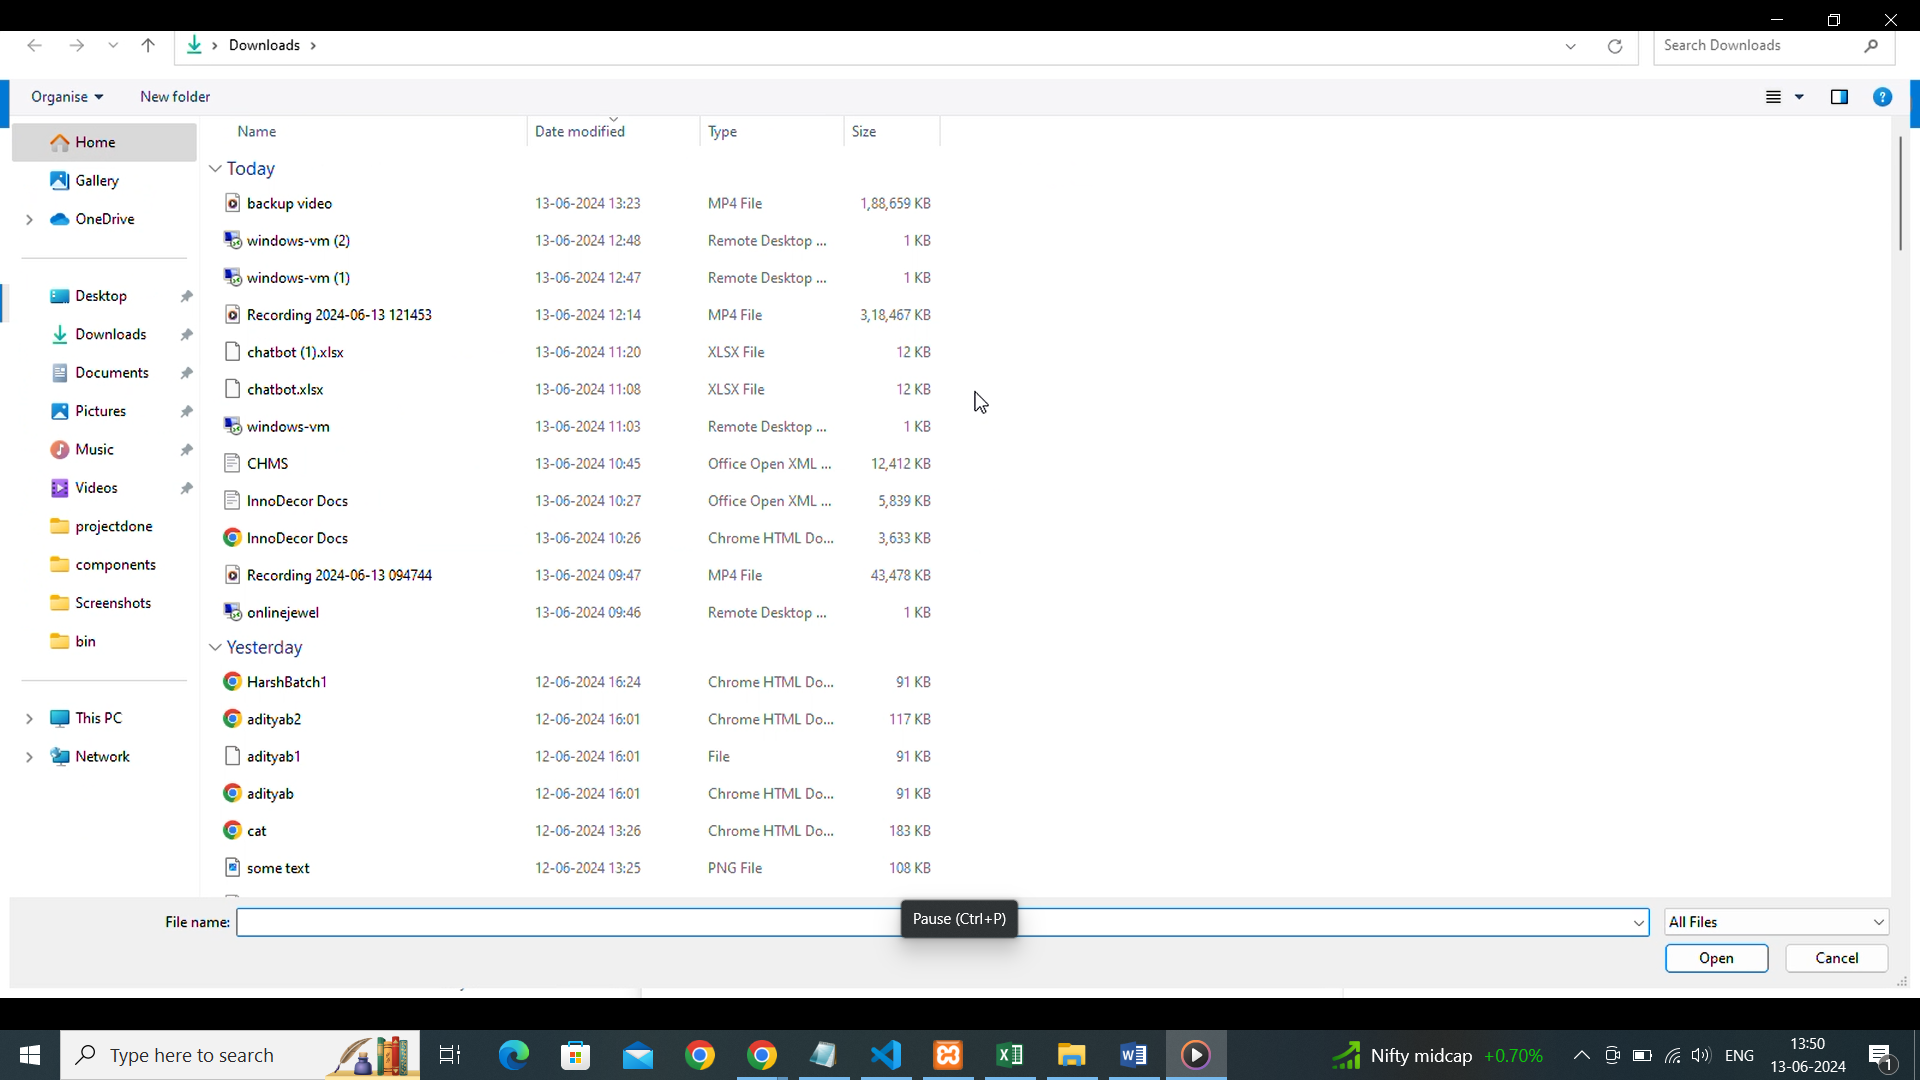 Downloads
Search Downloads
Organise New folder
Name Date modified Type Size
Home
Gallery
OneDrive
Desktop
Downloads
Documents
Pictures
Music
Videos
projectdone
components
Screenshots
bin
This PC
Network
Today
backup video 13-06-2024 13:23 MP4 File 1,88,659 KB
windows-vm (2) 13-06-2024 12:48 Remote Desktop ... 1 KB
windows-vm (1) 13-06-2024 12:47 Remote Desktop ... 1 KB
Recording 2024-06-13 121453 13-06-2024 12:14 MP4 File 3,18,467 KB
chatbot (1).xlsx 13-06-2024 11:20 XLSX File 12 KB
chatbot.xlsx 13-06-2024 11:08 XLSX File 12 KB
windows-vm 13-06-2024 11:03 Remote Desktop ... 1 KB
CHMS 13-06-2024 10:45 Office Open XML ... 12,412 KB
InnoDecor Docs 13-06-2024 10:27 Office Open XML ... 5,839 KB
InnoDecor Docs 13-06-2024 10:26 Chrome HTML Do... 3,633 KB
Recording 2024-06-13 094744 13-06-2024 09:47 MP4 File 43,478 KB
onlinejewel 13-06-2024 09:46 Remote Desktop ... 1 KB
Yesterday
HarshBatch1 12-06-2024 16:24 Chrome HTML Do... 91 KB
adityab2 12-06-2024 16:01 Chrome HTML Do... 117 KB
adityab1 12-06-2024 16:01 File 91 KB
adityab 12-06-2024 16:01 Chrome HTML Do... 91 KB
cat 12-06-2024 13:26 Chrome HTML Do... 183 KB
some text 12-06-2024 13:25 PNG File 108 KB
File name: All Files
Pause (Ctrl+P)
Open Cancel
Type here to search
Nifty midcap +0.70%
ENG
13:50
13-06-2024
1